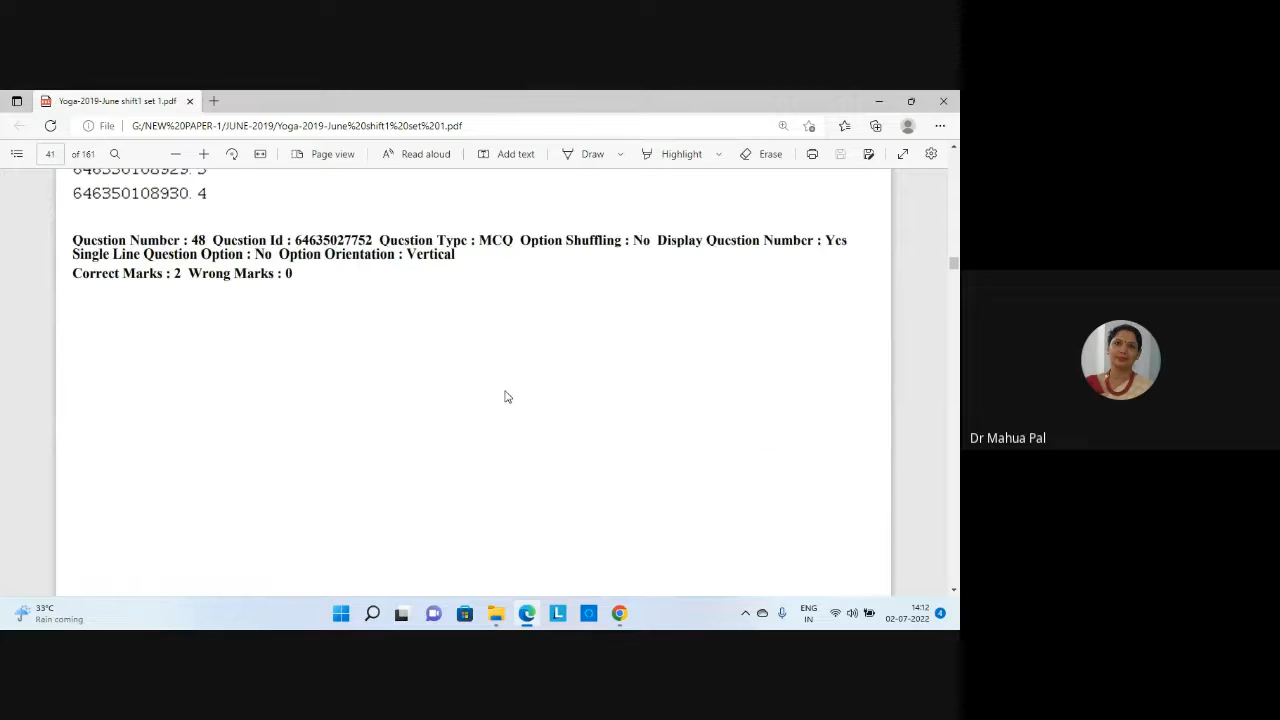 Yoga-2019-June shift1 set 1.pdf
File G:/NEW%20PAPER-1/JUNE-2019/Yoga-2019-June%20shift1%20set%201.pdf
41 of 161 Page view Read aloud Add text Draw Highlight Erase
646350108929. 3
646350108930. 4
Question Number : 48 Question Id : 64635027752 Question Type : MCQ Option Shuffling : No Display Question Number : Yes
Single Line Question Option : No Option Orientation : Vertical
Correct Marks : 2 Wrong Marks : 0
Dr Mahua Pal
33°C
Rain coming
ENG
IN
14:12
02-07-2022
4